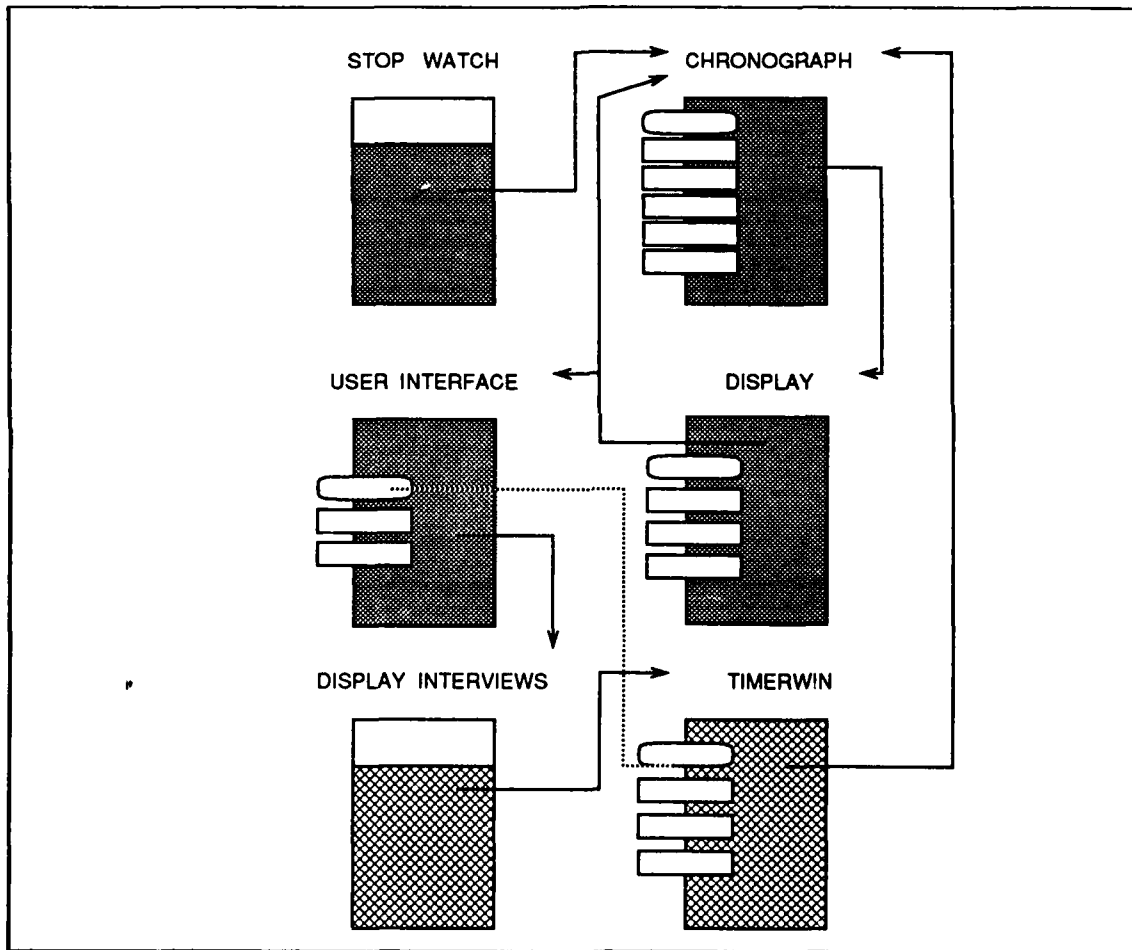 STOP WATCH
CHRONOGRAPH
USER INTERFACE
DISPLAY
DISPLAY INTERVIEWS
TIMERWIN